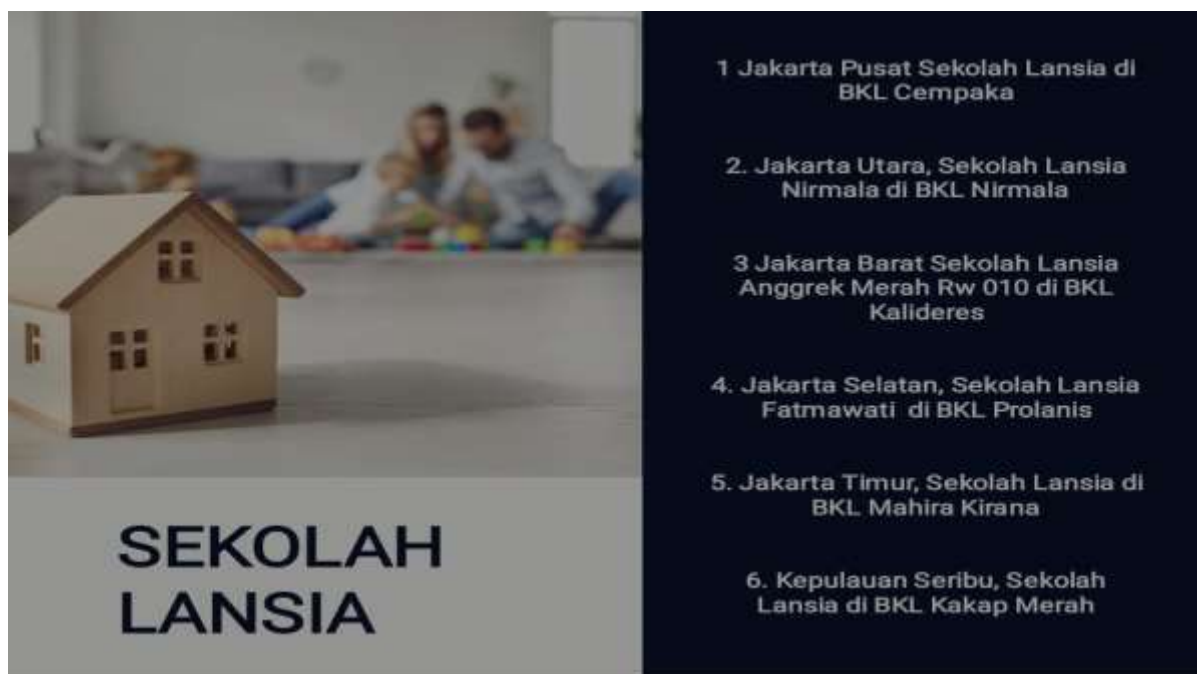 SEKOLAH
LANSIA
1 Jakarta Pusat Sekolah Lansia di
BKL Cempaka
2. Jakarta Utara, Sekolah Lansia
Nirmala di BKL Nirmala
3 Jakarta Barat Sekolah Lansia
Anggrek Merah Rw 010 di BKL
Kalideres
4. Jakarta Selatan, Sekolah Lansia
Fatmawati di BKL Prolanis
5. Jakarta Timur, Sekolah Lansia di
BKL Mahira Kirana
6. Kepulauan Seribu, Sekolah
Lansia di BKL Kakap Merah